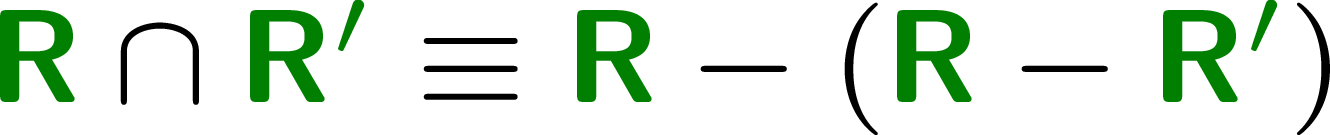 R ∩ R′ ≡ R − (R − R′)